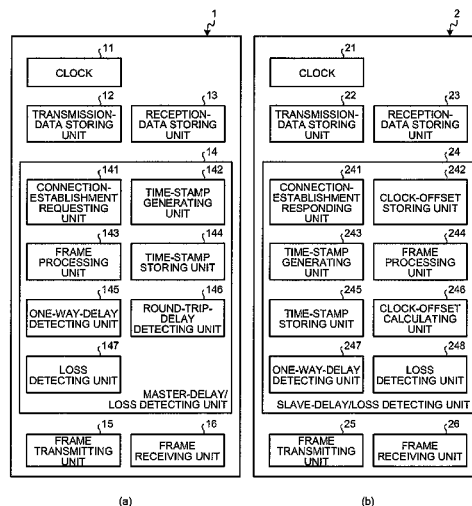 1
11
CLOCK
12
TRANSMISSION-
DATA STORING
UNIT
13
RECEPTION-
DATA STORING
UNIT
14
141
CONNECTION-
ESTABLISHMENT
REQUESTING
UNIT
142
TIME-STAMP
GENERATING
UNIT
143
FRAME
PROCESSING
UNIT
144
TIME-STAMP
STORING UNIT
145
ONE-WAY-DELAY
DETECTING UNIT
146
ROUND-TRIP-
DELAY
DETECTING UNIT
147
LOSS
DETECTING UNIT
MASTER-DELAY/
LOSS DETECTING UNIT
15
FRAME
TRANSMITTING
UNIT
16
FRAME
RECEIVING UNIT
(a)
2
21
CLOCK
22
TRANSMISSION-
DATA STORING
UNIT
23
RECEPTION-
DATA STORING
UNIT
24
241
CONNECTION-
ESTABLISHMENT
RESPONDING
UNIT
242
CLOCK-OFFSET
STORING UNIT
243
TIME-STAMP
GENERATING
UNIT
244
FRAME
PROCESSING
UNIT
245
TIME-STAMP
STORING UNIT
246
CLOCK-OFFSET
CALCULATING
UNIT
247
ONE-WAY-DELAY
DETECTING UNIT
248
LOSS
DETECTING UNIT
SLAVE-DELAY/LOSS DETECTING UNIT
25
FRAME
TRANSMITTING
UNIT
26
FRAME
RECEIVING UNIT
(b)